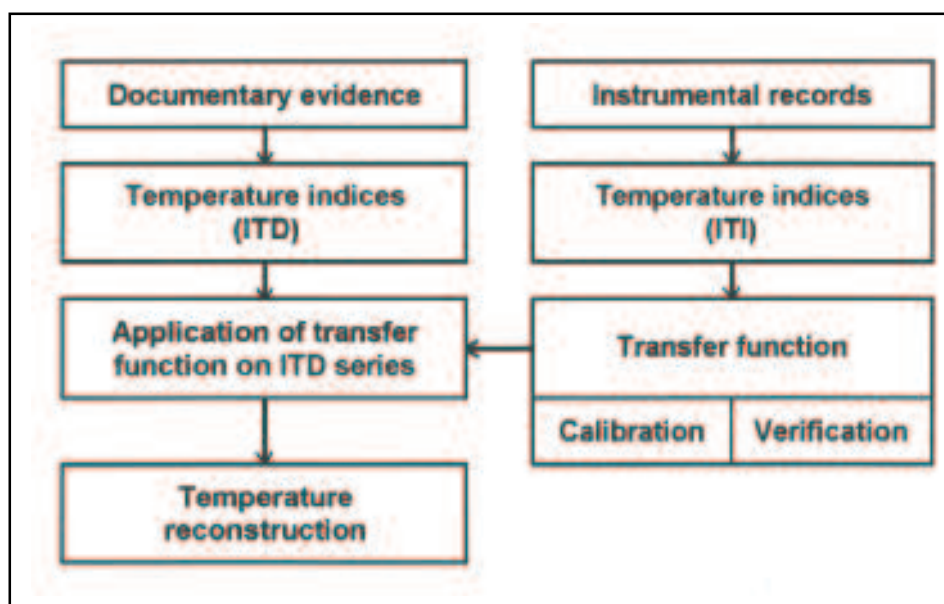 Documentary evidence
Temperature indices
(ITD)
Application of transfer
function on ITD series
Temperature
reconstruction
Instrumental records
Temperature indices
(ITI)
Transfer function
Calibration
Verification